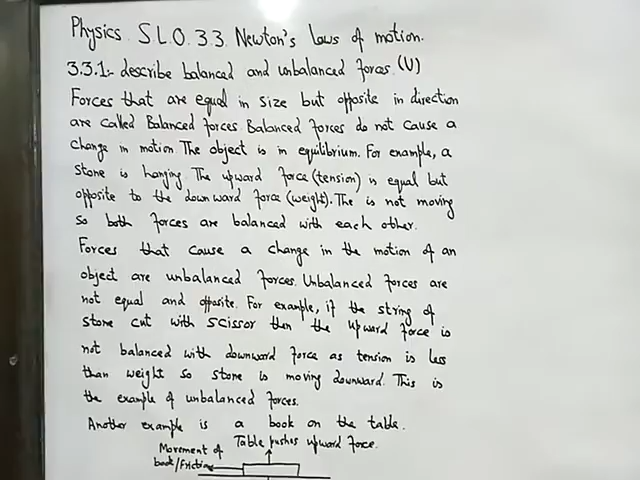 Physics S.L.O. 3.3. Newton's laws of motion.
3.3.1:- describe balanced and unbalanced forces. (U)
Forces that are equal in size but opposite in direction
are called Balanced forces Balanced forces do not cause a
change in motion The object is in equilibrium. For example, a
stone is hanging The upward force (tension) is equal but
opposite to the downward force (weight). The is not moving
so both forces are balanced with each other.
Forces that cause a change in the motion of an
object are unbalanced forces. Unbalanced forces are
not equal and opposite. For example, if the string of
stone cut with scissor then the upward force is
not balanced with downward force as tension is less
than weight so stone is moving downward. This is
the example of unbalanced forces.
Another example is a book on the table.
Movement of Table pushes upward force.
book/friction